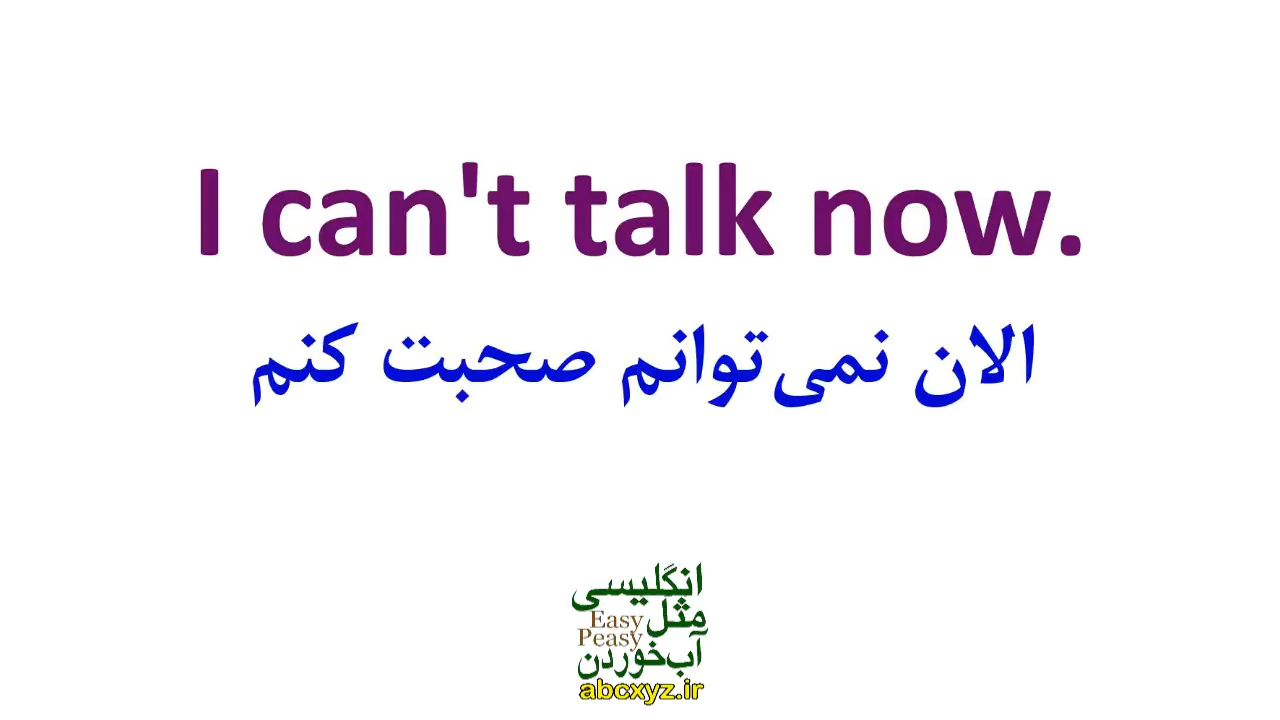 I can't talk now.
الان نمی‌توانم صحبت کنم
انگلیسی
مثل
Easy
Peasy
آب‌خوردن
abcxyz.ir